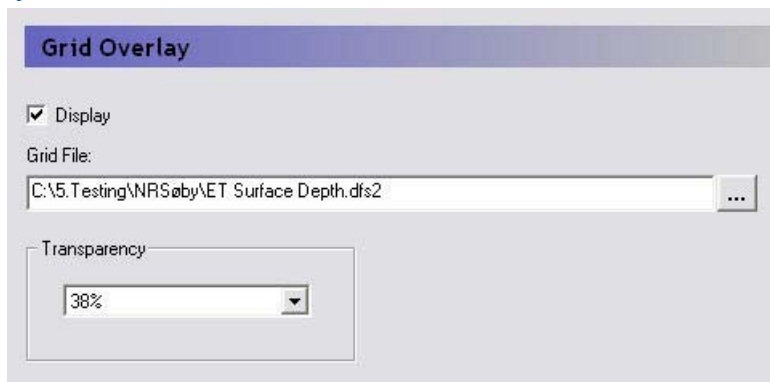 Grid Overlay
Display
Grid File:
C:\5.Testing\NRSøby\ET Surface Depth.dfs2
...
Transparency
38%